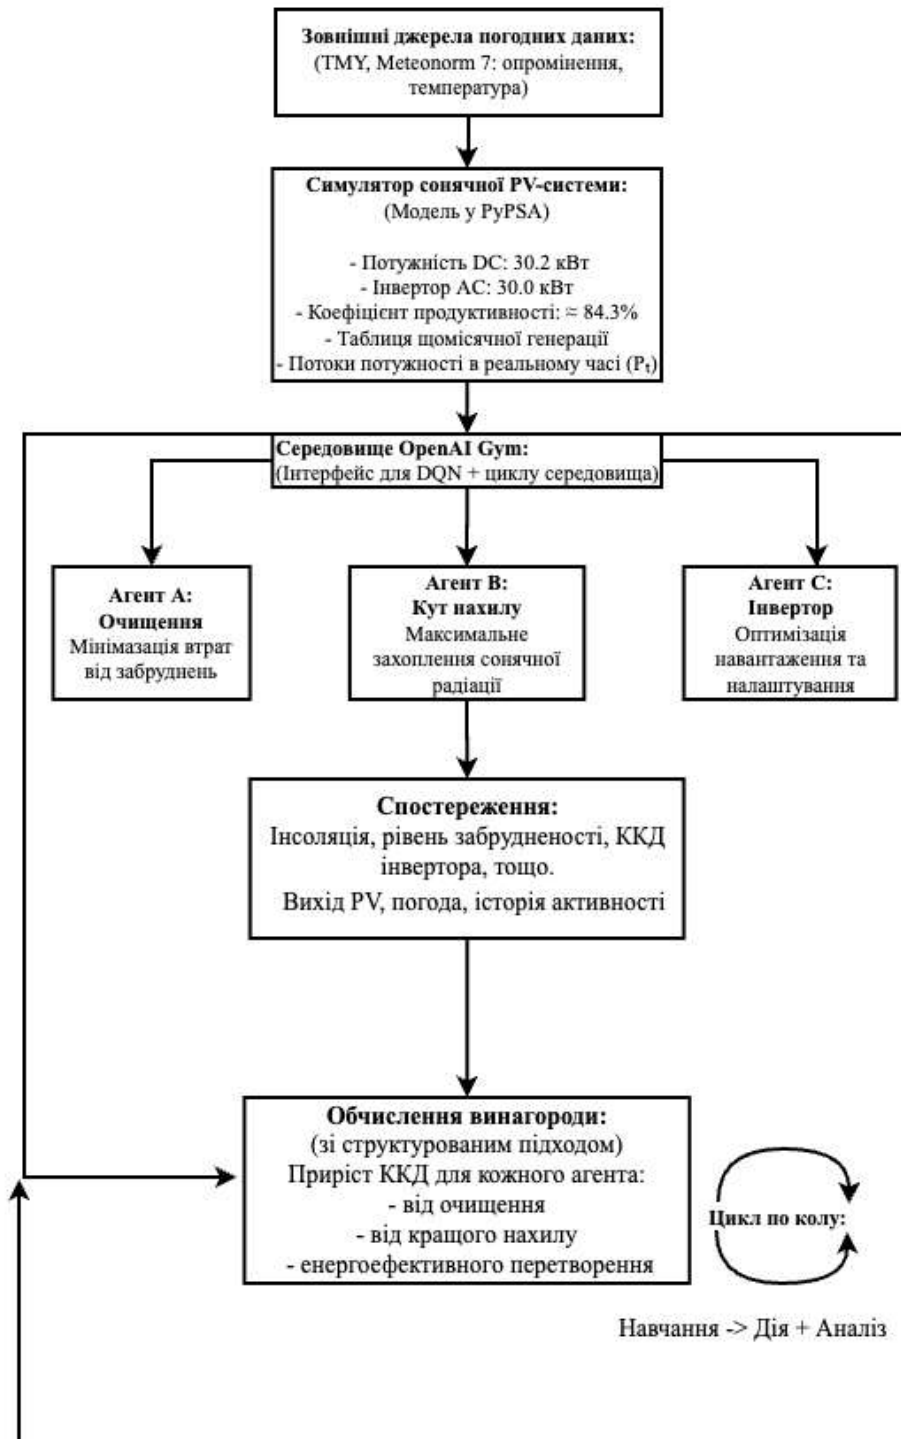 Зовнішні джерела погодних даних:
(TMY, Meteonorm 7: опромінення,
температура)
Симулятор сонячної PV-системи:
(Модель у PyPSA)
- Потужність DC: 30.2 кВт
- Інвертор AC: 30.0 кВт
- Коефіцієнт продуктивності: ≈ 84.3%
- Таблиця щомісячної генерації
- Потоки потужності в реальному часі (Pₜ)
Середовище OpenAI Gym:
(Інтерфейс для DQN + циклу середовища)
Агент А:
Очищення
Мінімазація втрат
від забруднень
Агент В:
Кут нахилу
Максимальне
захоплення сонячної
радіації
Агент С:
Інвертор
Оптимізація
навантаження та
налаштування
Спостереження:
Інсоляція, рівень забрудненості, ККД
інвертора, тощо.
Вихід PV, погода, історія активності
Обчислення винагороди:
(зі структурованим підходом)
Приріст ККД для кожного агента:
- від очищення
- від кращого нахилу
- енергоефективного перетворення
Цикл по колу:
Навчання -> Дія + Аналіз